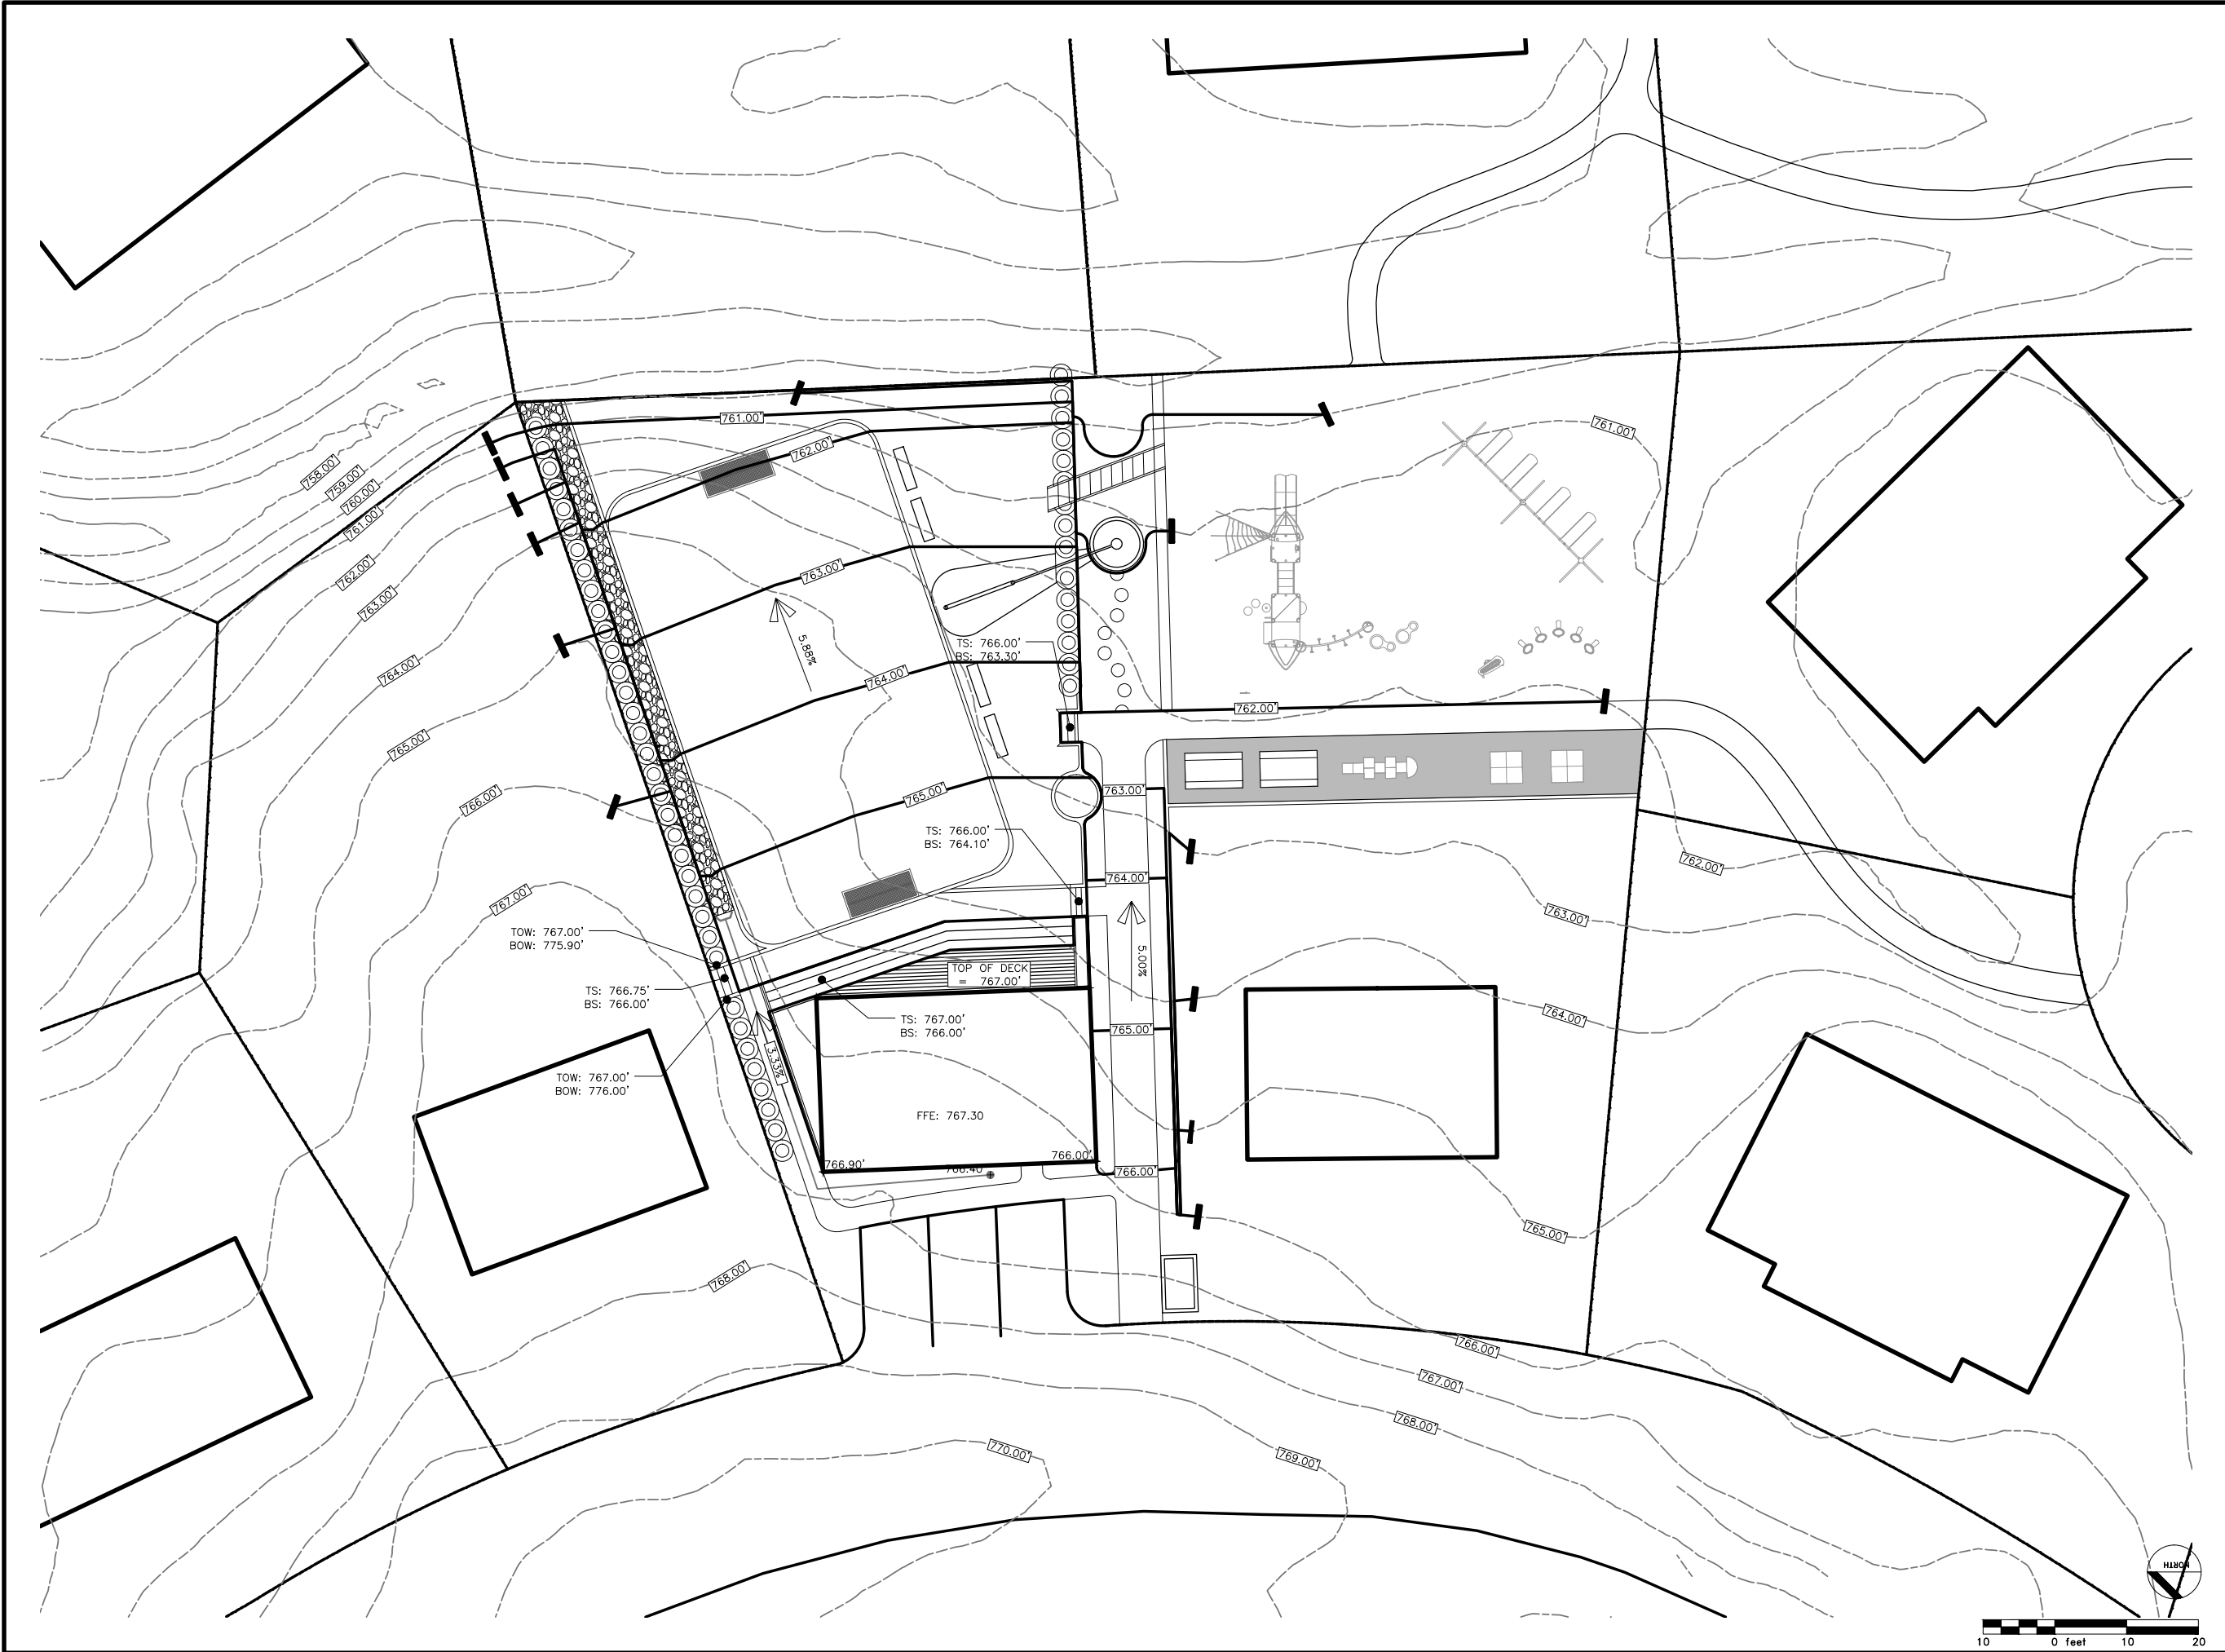 761.00'
762.00'
761.00'
758.00'
759.00'
760.00'
761.00'
762.00'
763.00'
763.00'
5.88%
TS: 766.00'
BS: 763.30'
764.00'
764.00'
762.00'
765.00'
766.00'
765.00'
763.00'
TS: 766.00'
BS: 764.10'
762.00'
764.00'
767.00'
763.00'
TOW: 767.00'
BOW: 775.90'
5.00%
TOP OF DECK
= 767.00'
TS: 766.75'
BS: 766.00'
TS: 767.00'
BS: 766.00'
764.00'
765.00'
3.33%
TOW: 767.00'
BOW: 776.00'
FFE: 767.30
766.90'
766.40'
766.00'
766.00'
765.00'
768.00'
766.00'
767.00'
768.00'
770.00'
769.00'
NORTH
10 0 feet 10 20